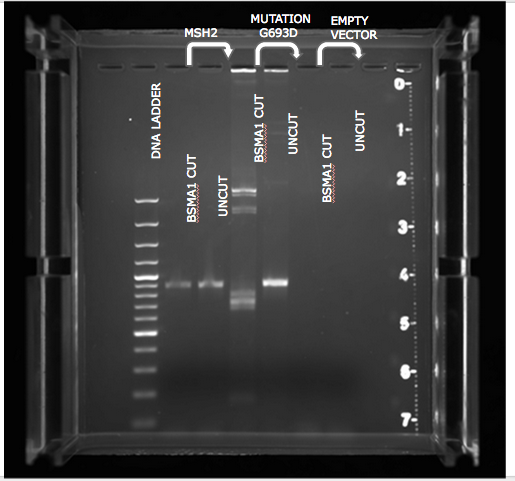 MSH2
MUTATION
G693D
EMPTY
VECTOR
DNA LADDER
BSMA1 CUT
UNCUT
BSMA1 CUT
UNCUT
BSMA1 CUT
UNCUT
0
1
2
3
4
5
6
7